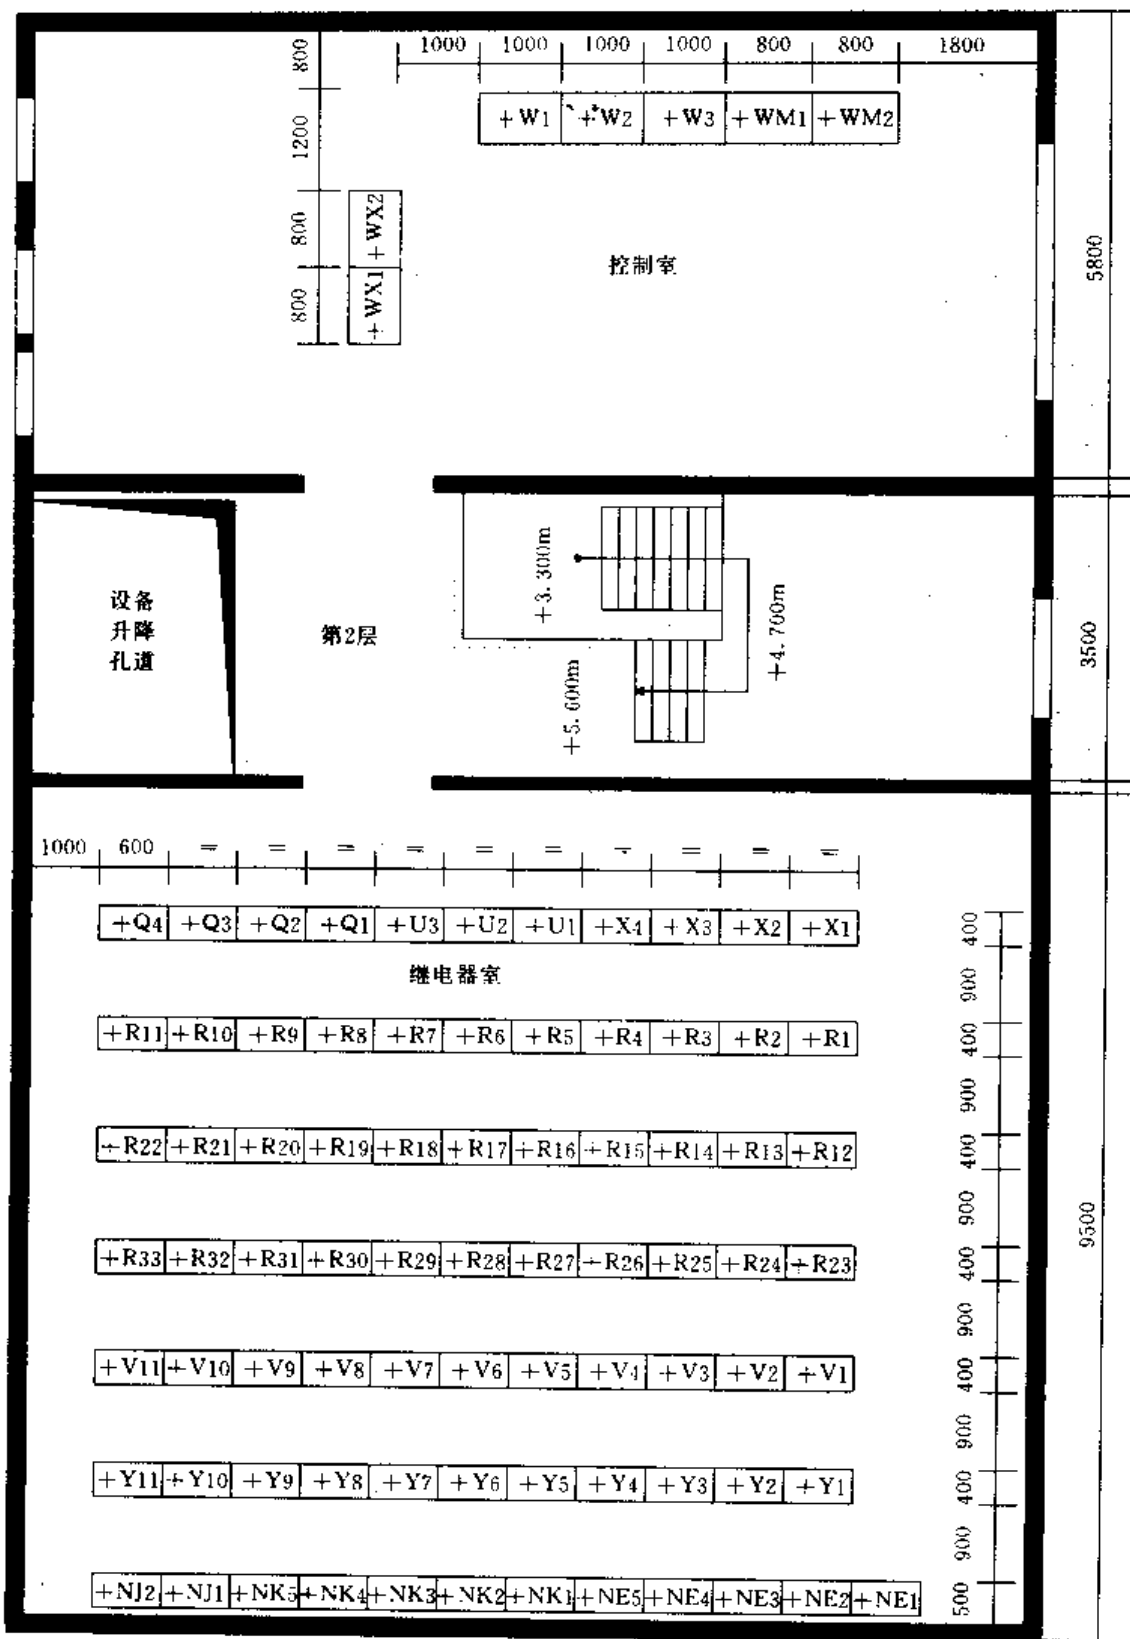 1000 1000 1000 1000 800 800 1800
800
1200
800
800
+W1 +W2 +W3 +WM1 +WM2
+WX2
+WX1
控制室
5800
设备
升降
孔道
第2层
+3.300m
+4.700m
+5.600m
3500
1000 600 = = = = = = = = = =
+Q4 +Q3 +Q2 +Q1 +U3 +U2 +U1 +X4 +X3 +X2 +X1
400
继电器室
900
+R11 +R10 +R9 +R8 +R7 +R6 +R5 +R4 +R3 +R2 +R1
400
900
+R22 +R21 +R20 +R19 +R18 +R17 +R16 +R15 +R14 +R13 +R12
400
900
9500
+R33 +R32 +R31 +R30 +R29 +R28 +R27 +R26 +R25 +R24 +R23
400
900
+V11 +V10 +V9 +V8 +V7 +V6 +V5 +V4 +V3 +V2 +V1
400
900
+Y11 +Y10 +Y9 +Y8 +Y7 +Y6 +Y5 +Y4 +Y3 +Y2 +Y1
400
900
+NJ2 +NJ1 +NK5 +NK4 +NK3 +NK2 +NK1 +NE5 +NE4 +NE3 +NE2 +NE1
500